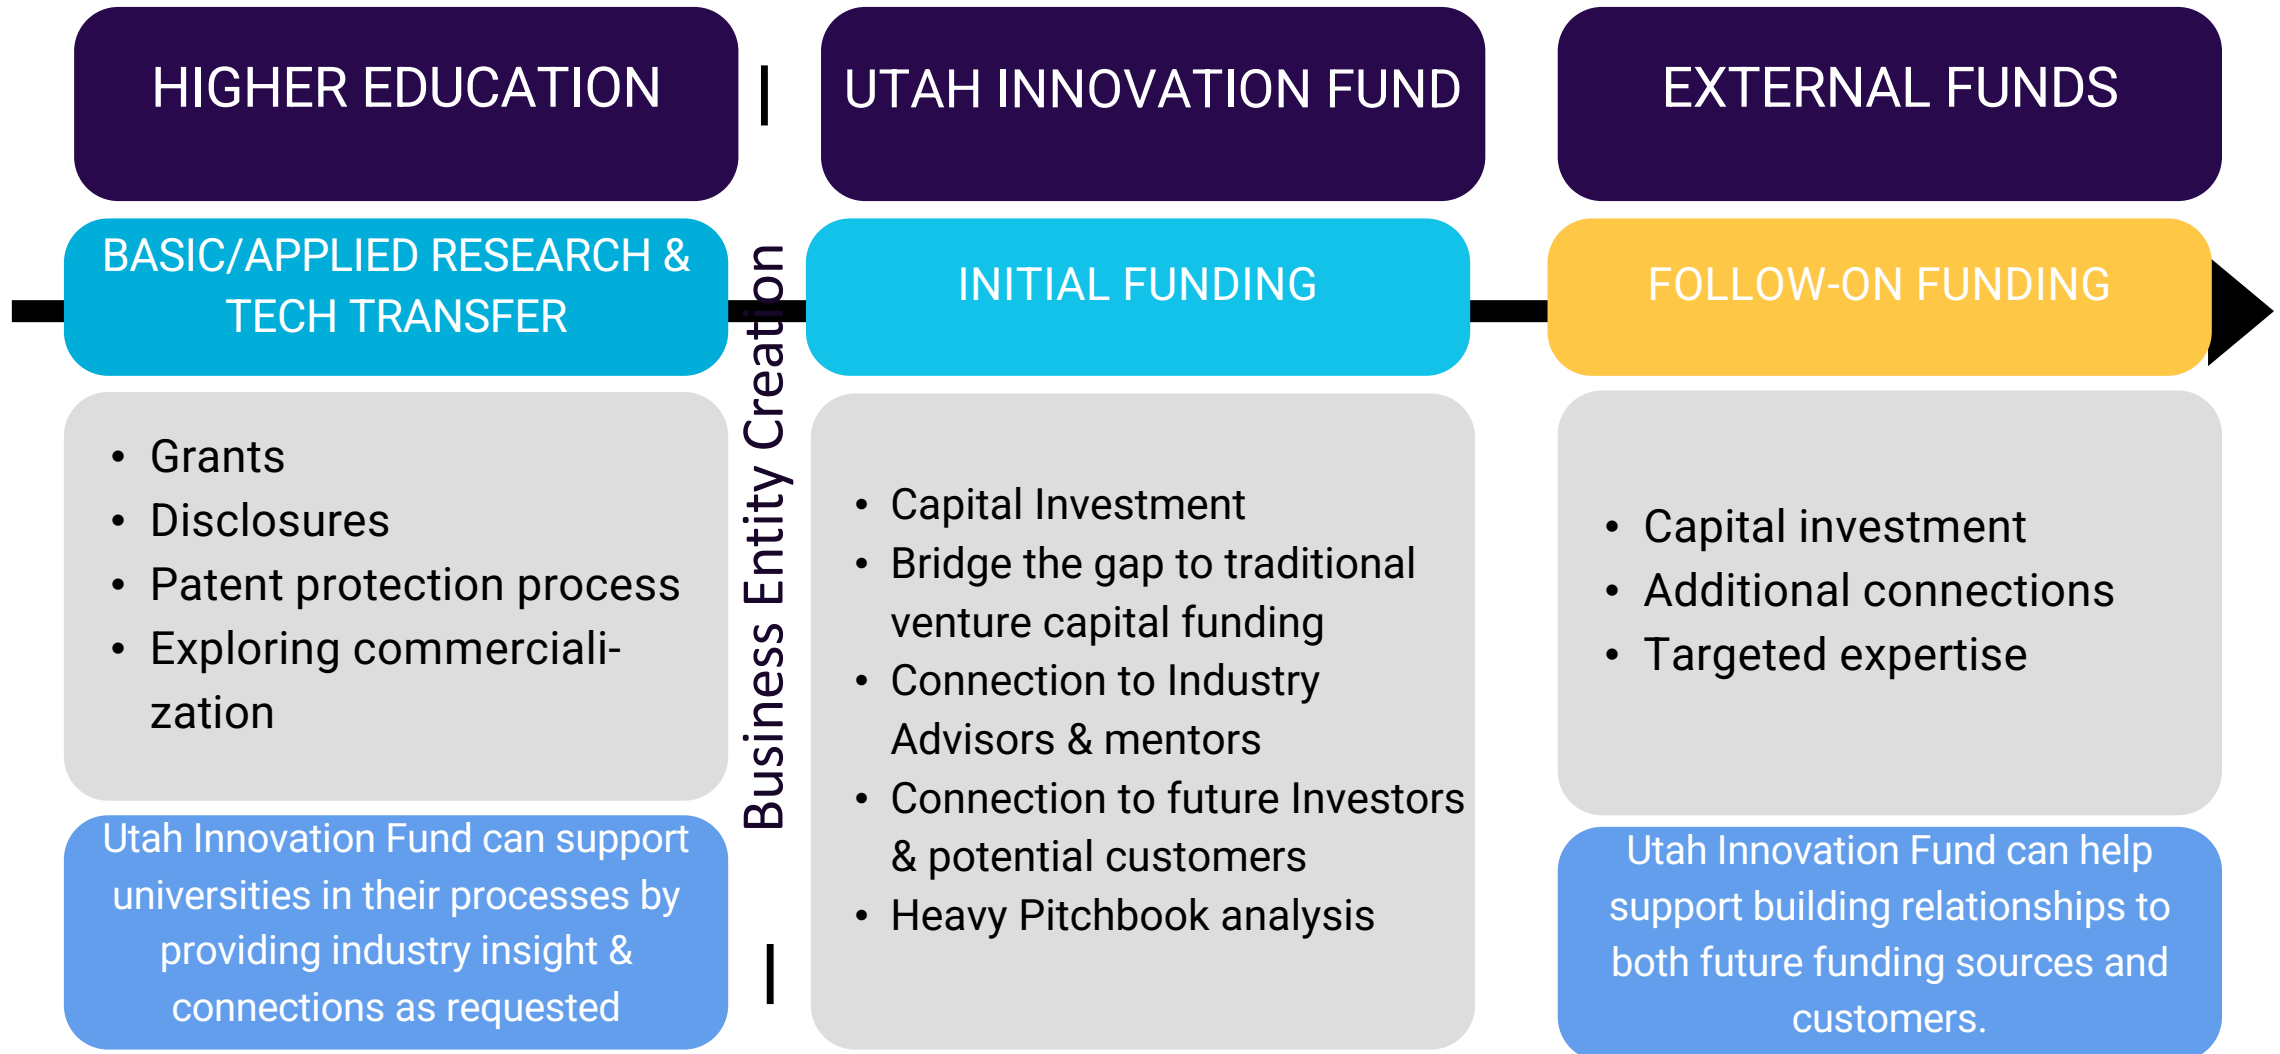 HIGHER EDUCATION
BASIC/APPLIED RESEARCH &
TECH TRANSFER
• Grants
• Disclosures
• Patent protection process
• Exploring commerciali-
zation
Utah Innovation Fund can support
universities in their processes by
providing industry insight &
connections as requested
Business Entity Creation
UTAH INNOVATION FUND
INITIAL FUNDING
• Capital Investment
• Bridge the gap to traditional
venture capital funding
• Connection to Industry
Advisors & mentors
• Connection to future Investors
& potential customers
• Heavy Pitchbook analysis
EXTERNAL FUNDS
FOLLOW-ON FUNDING
• Capital investment
• Additional connections
• Targeted expertise
Utah Innovation Fund can help
support building relationships to
both future funding sources and
customers.